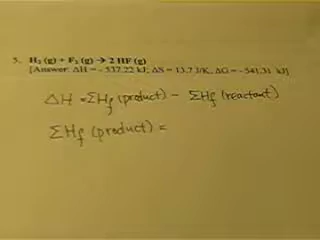 5. H₂ (g) + F₂ (g) → 2 HF (g)
[Answer: ΔH = - 537.22 kJ; ΔS = 13.7 J/K, ΔG = - 541.31 kJ]
ΔH = ΣHf (product) - ΣHf (reactant)
ΣHf (product) =